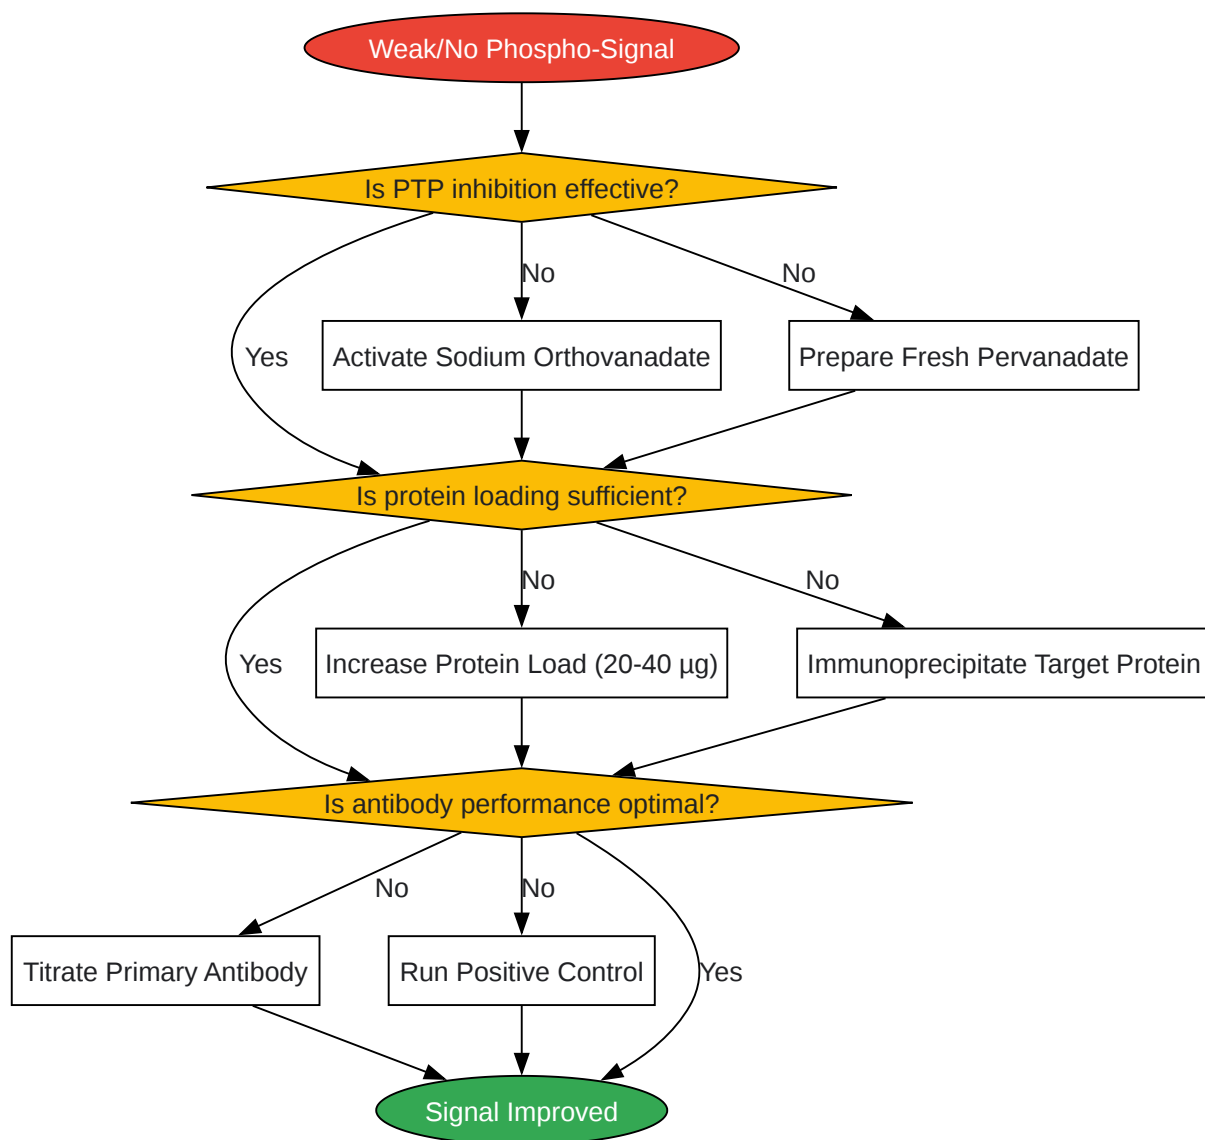 Weak/No Phospho-Signal
Is PTP inhibition effective?
No
No
Yes
Activate Sodium Orthovanadate
Prepare Fresh Pervanadate
Is protein loading sufficient?
No
No
Yes
Increase Protein Load (20-40 µg)
Immunoprecipitate Target Protein
Is antibody performance optimal?
No
No
Titrate Primary Antibody
Run Positive Control
Yes
Signal Improved